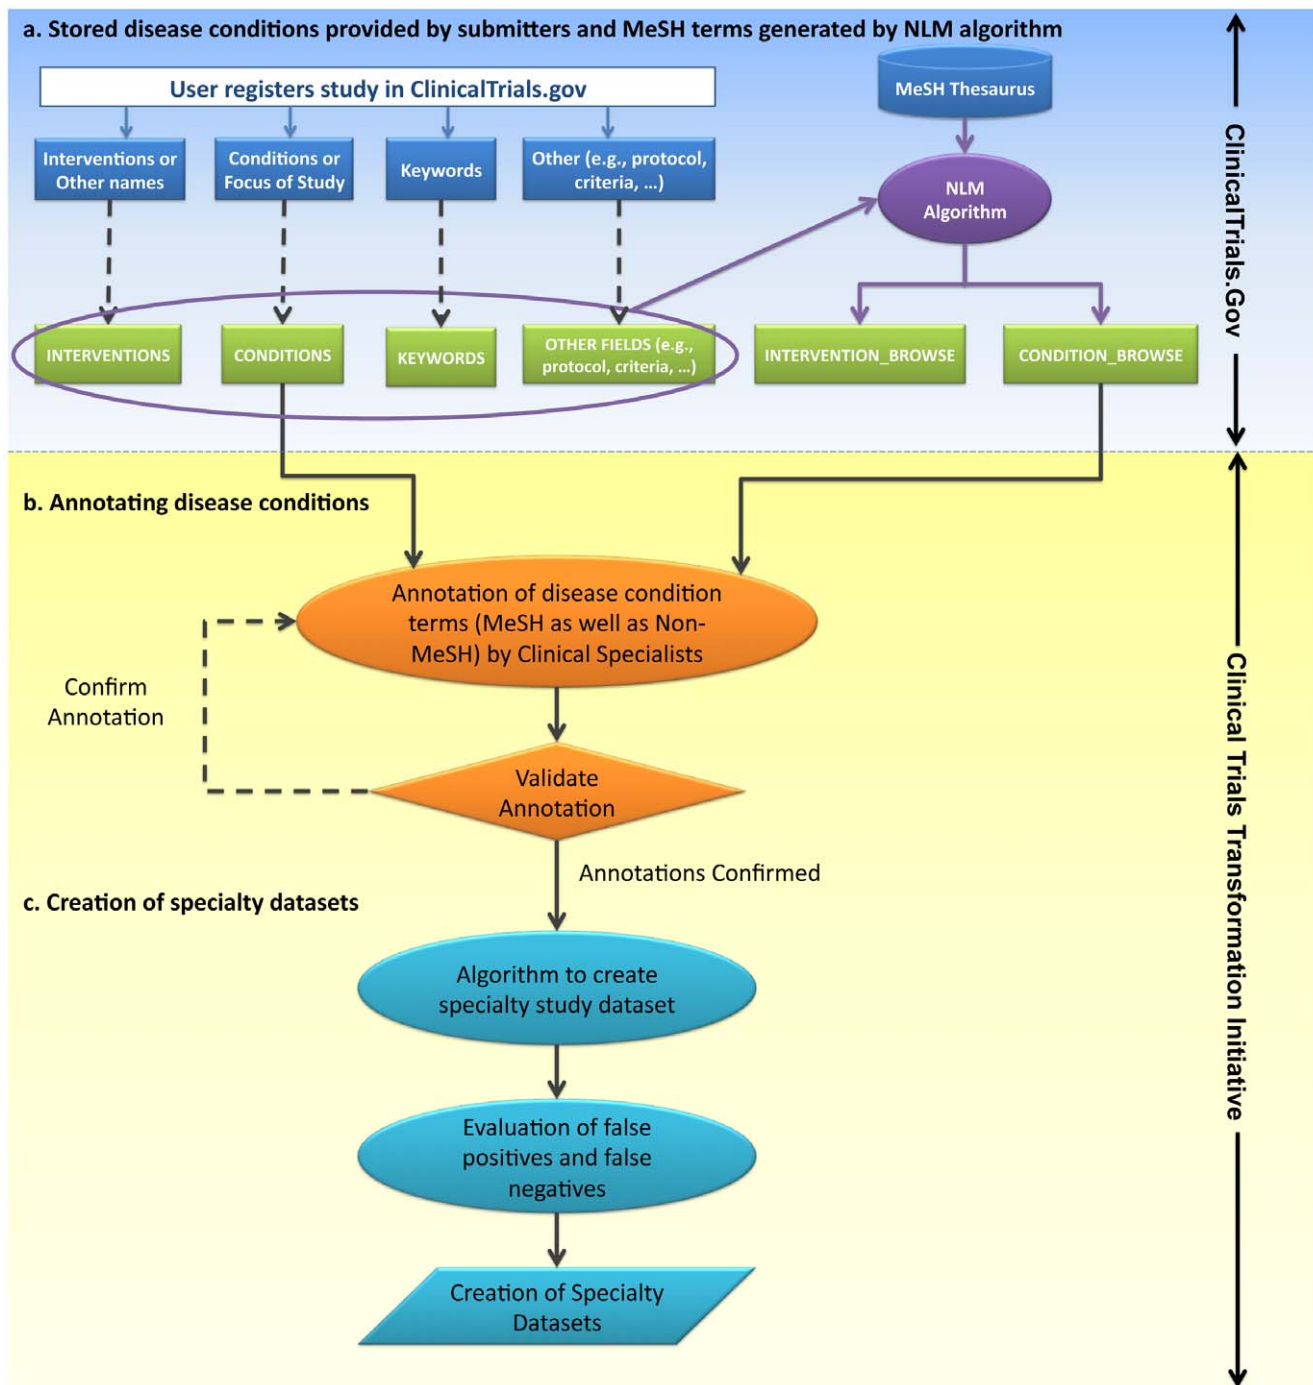 a. Stored disease conditions provided by submitters and MeSH terms generated by NLM algorithm
User registers study in ClinicalTrials.gov
MeSH Thesaurus
Interventions or
Other names
Conditions or
Focus of Study
Keywords
Other (e.g., protocol,
criteria, ...)
NLM
Algorithm
INTERVENTIONS
CONDITIONS
KEYWORDS
OTHER FIELDS (e.g.,
protocol, criteria, ...)
INTERVENTION_BROWSE
CONDITION_BROWSE
ClinicalTrials.Gov
b. Annotating disease conditions
Annotation of disease condition
terms (MeSH as well as Non-
MeSH) by Clinical Specialists
Confirm
Annotation
Validate
Annotation
Annotations Confirmed
c. Creation of specialty datasets
Algorithm to create
specialty study dataset
Evaluation of false
positives and false
negatives
Creation of Specialty
Datasets
Clinical Trials Transformation Initiative